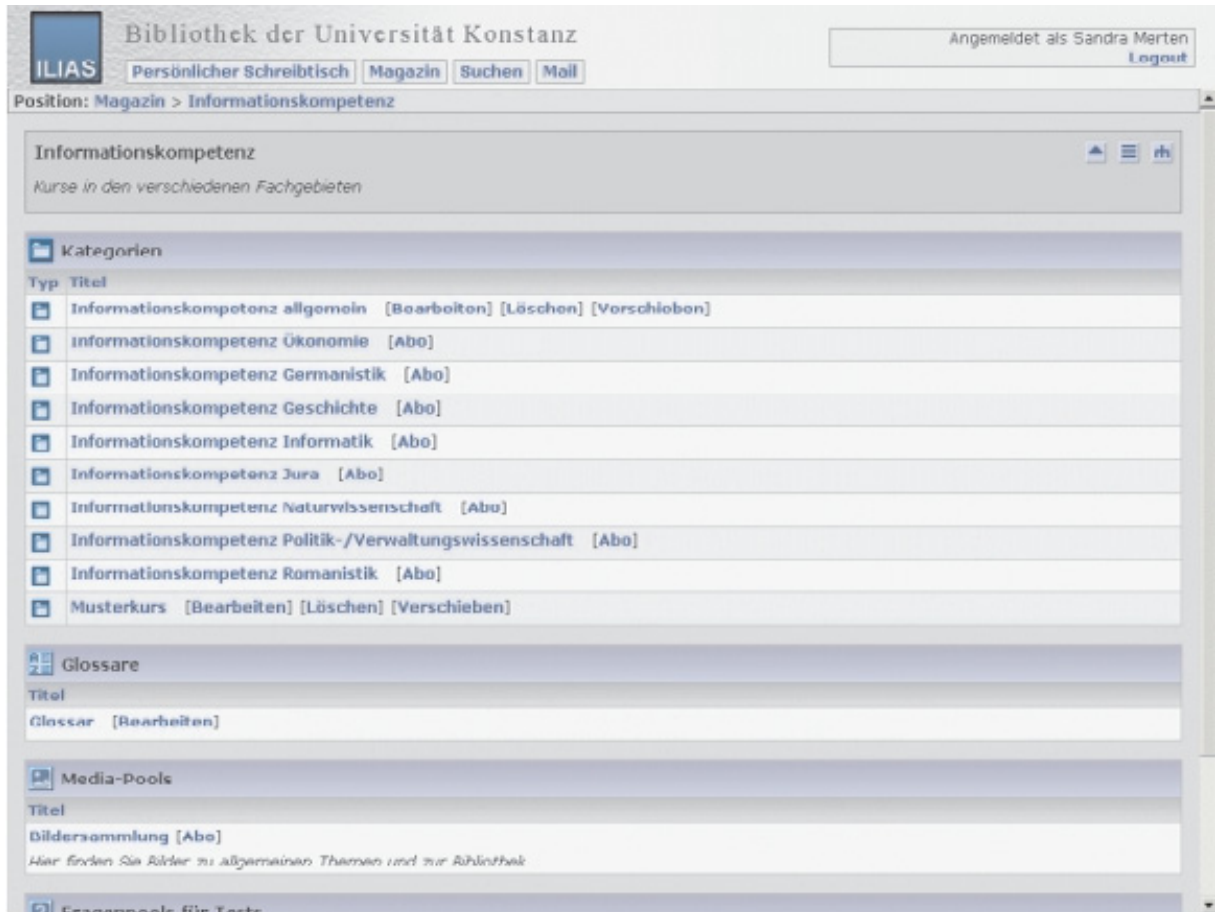 ILIAS
Bibliothek der Universität Konstanz
Persönlicher Schreibtisch Magazin Suchen Mail
Angemeldet als Sandra Merten
Logout
Position: Magazin > Informationskompetenz
Informationskompetenz
Kurse in den verschiedenen Fachgebieten
Kategorien
Typ Titel
Informationskompetenz allgemein [Bearbeiten] [Löschen] [Verschieben]
Informationskompetenz Ökonomie [Abo]
Informationskompetenz Germanistik [Abo]
Informationskompetenz Geschichte [Abo]
Informationskompetenz Informatik [Abo]
Informationskompetenz Jura [Abo]
Informationskompetenz Naturwissenschaft [Abo]
Informationskompetenz Politik-/Verwaltungswissenschaft [Abo]
Informationskompetenz Romanistik [Abo]
Musterkurs [Bearbeiten] [Löschen] [Verschieben]
Glossare
Titel
Glossar [Bearbeiten]
Media-Pools
Titel
Bildersammlung [Abo]
Hier finden Sie Bilder zu allgemeinen Themen und zur Bibliothek
Fragenpools für Tests